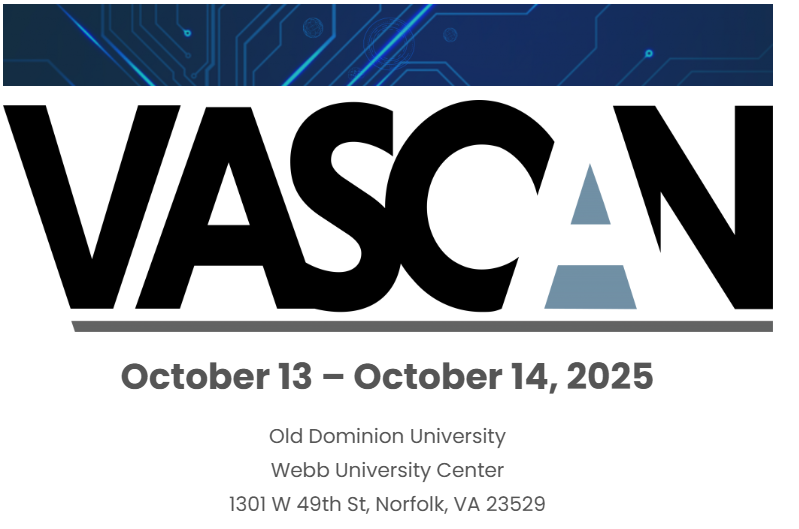 VASCAN
October 13 – October 14, 2025
Old Dominion University
Webb University Center
1301 W 49th St, Norfolk, VA 23529